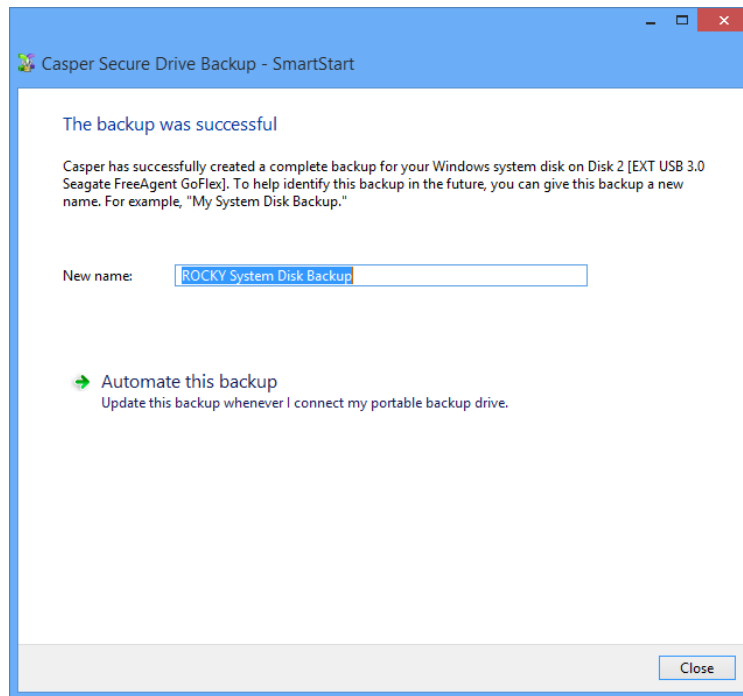 Casper Secure Drive Backup - SmartStart
The backup was successful
Casper has successfully created a complete backup for your Windows system disk on Disk 2 [EXT USB 3.0
Seagate FreeAgent GoFlex]. To help identify this backup in the future, you can give this backup a new
name. For example, "My System Disk Backup."
New name: ROCKY System Disk Backup
Automate this backup
Update this backup whenever I connect my portable backup drive.
Close